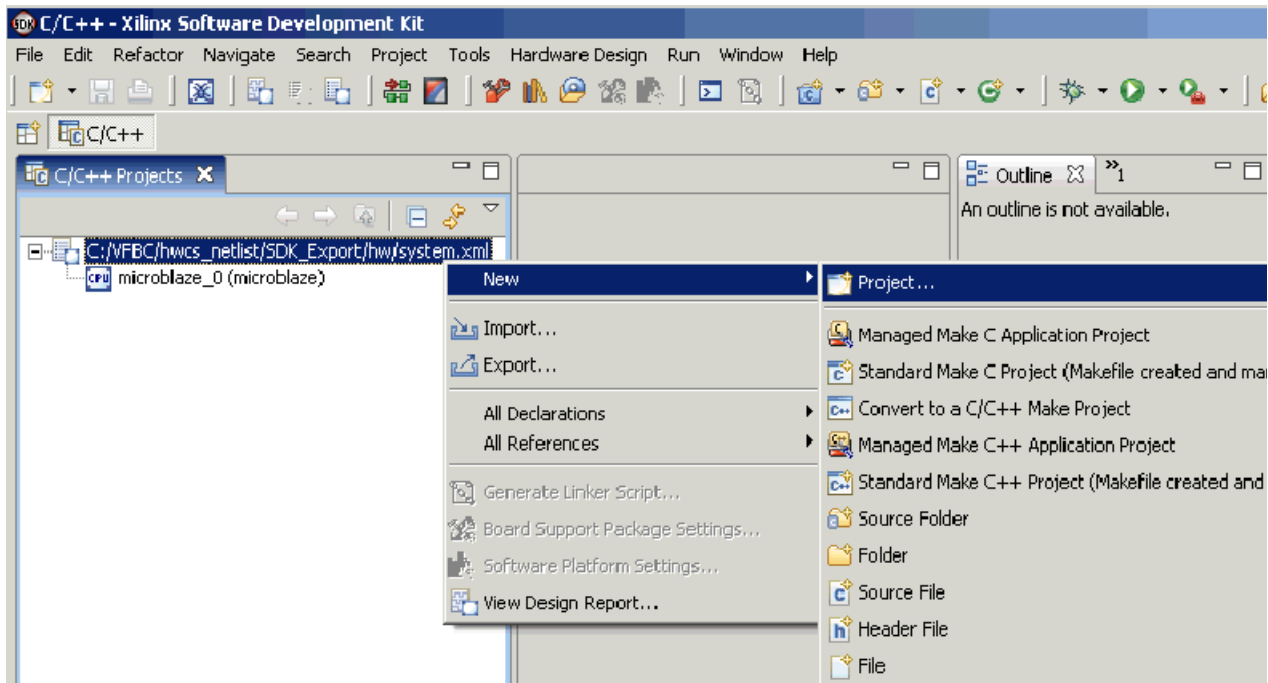 SDK C/C++ - Xilinx Software Development Kit
File Edit Refactor Navigate Search Project Tools Hardware Design Run Window Help
C/C++
C/C++ Projects
Outline
»1
An outline is not available.
C:/VFBC/hwcs_netlist/SDK_Export/hw/system.xml
CPU microblaze_0 (microblaze)
New
Import...
Export...
All Declarations
All References
Generate Linker Script...
Board Support Package Settings...
Software Platform Settings...
View Design Report...
Project...
Managed Make C Application Project
Standard Make C Project (Makefile created and mar
Convert to a C/C++ Make Project
Managed Make C++ Application Project
Standard Make C++ Project (Makefile created and
Source Folder
Folder
Source File
Header File
File